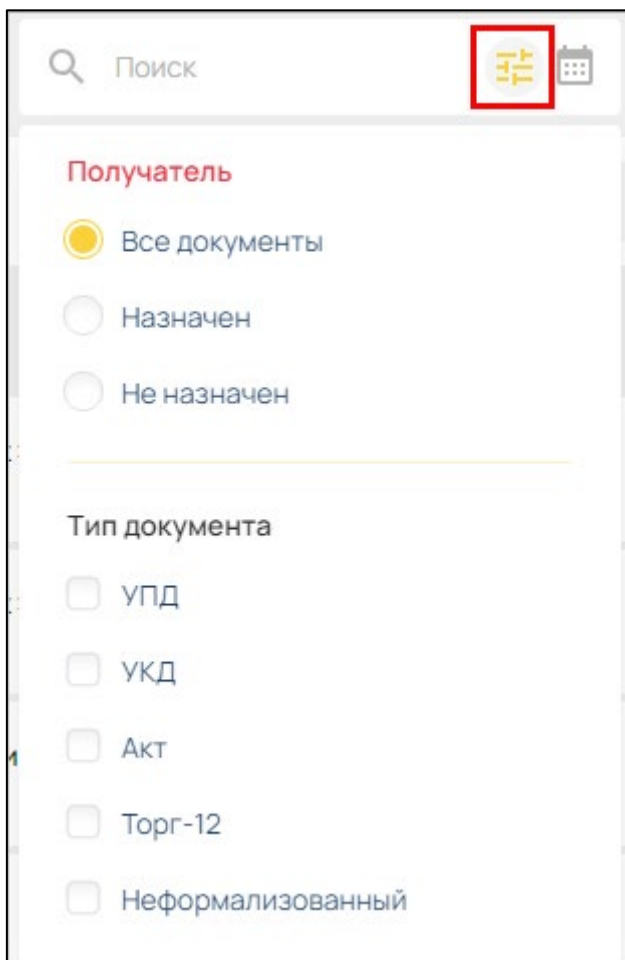 Поиск
Получатель
Все документы
Назначен
Не назначен
Тип документа
УПД
УКД
Акт
Торг-12
Неформализованный